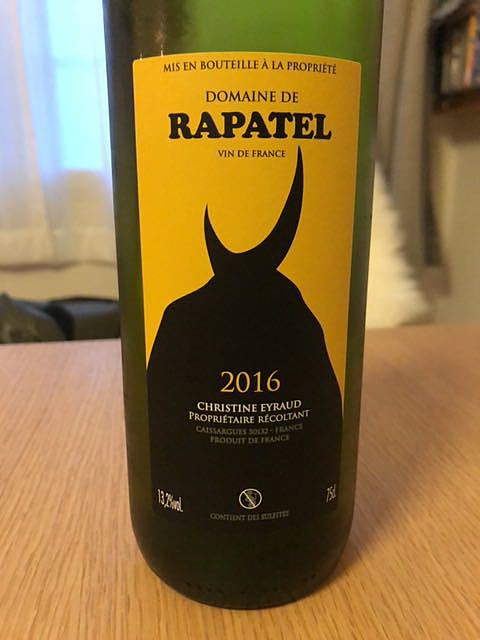 MIS EN BOUTEILLE À LA PROPRIÉTÉ
DOMAINE DE
RAPATEL
VIN DE FRANCE
2016
CHRISTINE EYRAUD
PROPRIÉTAIRE RÉCOLTANT
CAISSARGUES 30132 - FRANCE
PRODUIT DE FRANCE
13,2%vol.
75cl.
CONTIENT DES SULFITES